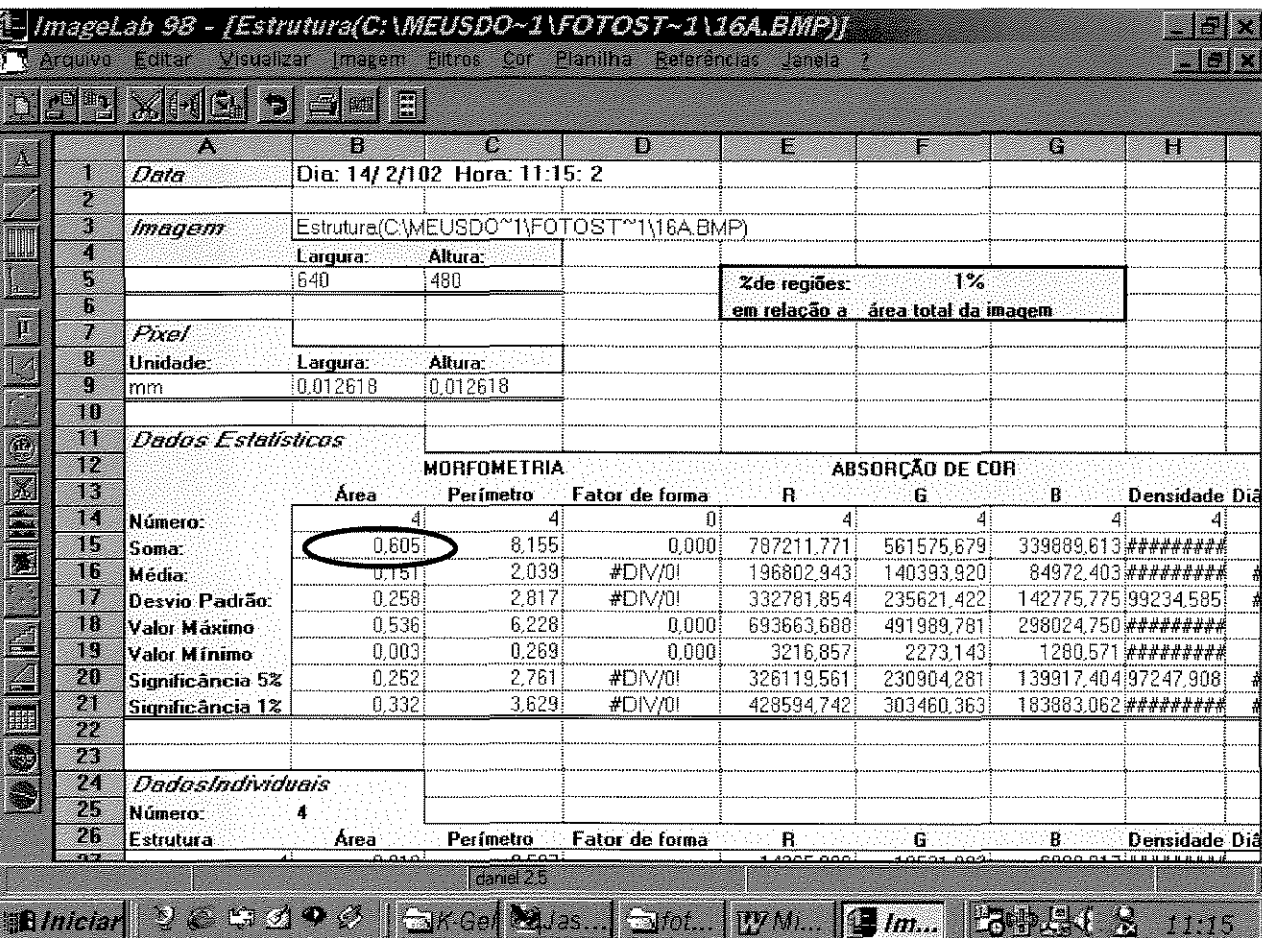 ImageLab 98 - [Estrutura(C:\MEUSDO~1\FOTOST~1\16A.BMP)]
Arquivo Editar Visualizar Imagem Filtros Cor Planilha Referências Janela ?
A B C D E F G H
1 Data Dia: 14/ 2/102 Hora: 11:15: 2
2
3 Imagem Estrutura(C:\MEUSDO~1\FOTOST~1\16A.BMP)
4 Largura: Altura:
5 640 480 %de regiões: 1%
6 em relação a área total da imagem
7 Pixel
8 Unidade: Largura: Altura:
9 mm 0,012618 0,012618
10
11 Dados Estatísticos
12 MORFOMETRIA ABSORÇÃO DE COR
13 Área Perímetro Fator de forma R G B Densidade Diâ
14 Número: 4 4 0 4 4 4 4
15 Soma: 0,605 8,155 0,000 787211,771 561575,679 339889,613 #########
16 Média: 0,151 2,039 #DIV/0! 196802,943 140393,920 84972,403 ######### #
17 Desvio Padrão: 0,258 2,817 #DIV/0! 332781,854 235621,422 142775,775 99234,585 #
18 Valor Máximo 0,536 6,228 0,000 693663,688 491989,781 298024,750 #########
19 Valor Mínimo 0,003 0,269 0,000 3216,857 2273,143 1280,571 #########
20 Significância 5% 0,252 2,761 #DIV/0! 326119,561 230904,281 139917,404 97247,908 #
21 Significância 1% 0,332 3,629 #DIV/0! 428594,742 303460,363 183883,062 ######### #
22
23
24 DadosIndividuais
25 Número: 4
26 Estrutura Área Perímetro Fator de forma R G B Densidade Diâ
daniel 2,5
Iniciar K-Gel Jas... fot... Mi... Im... 11:15